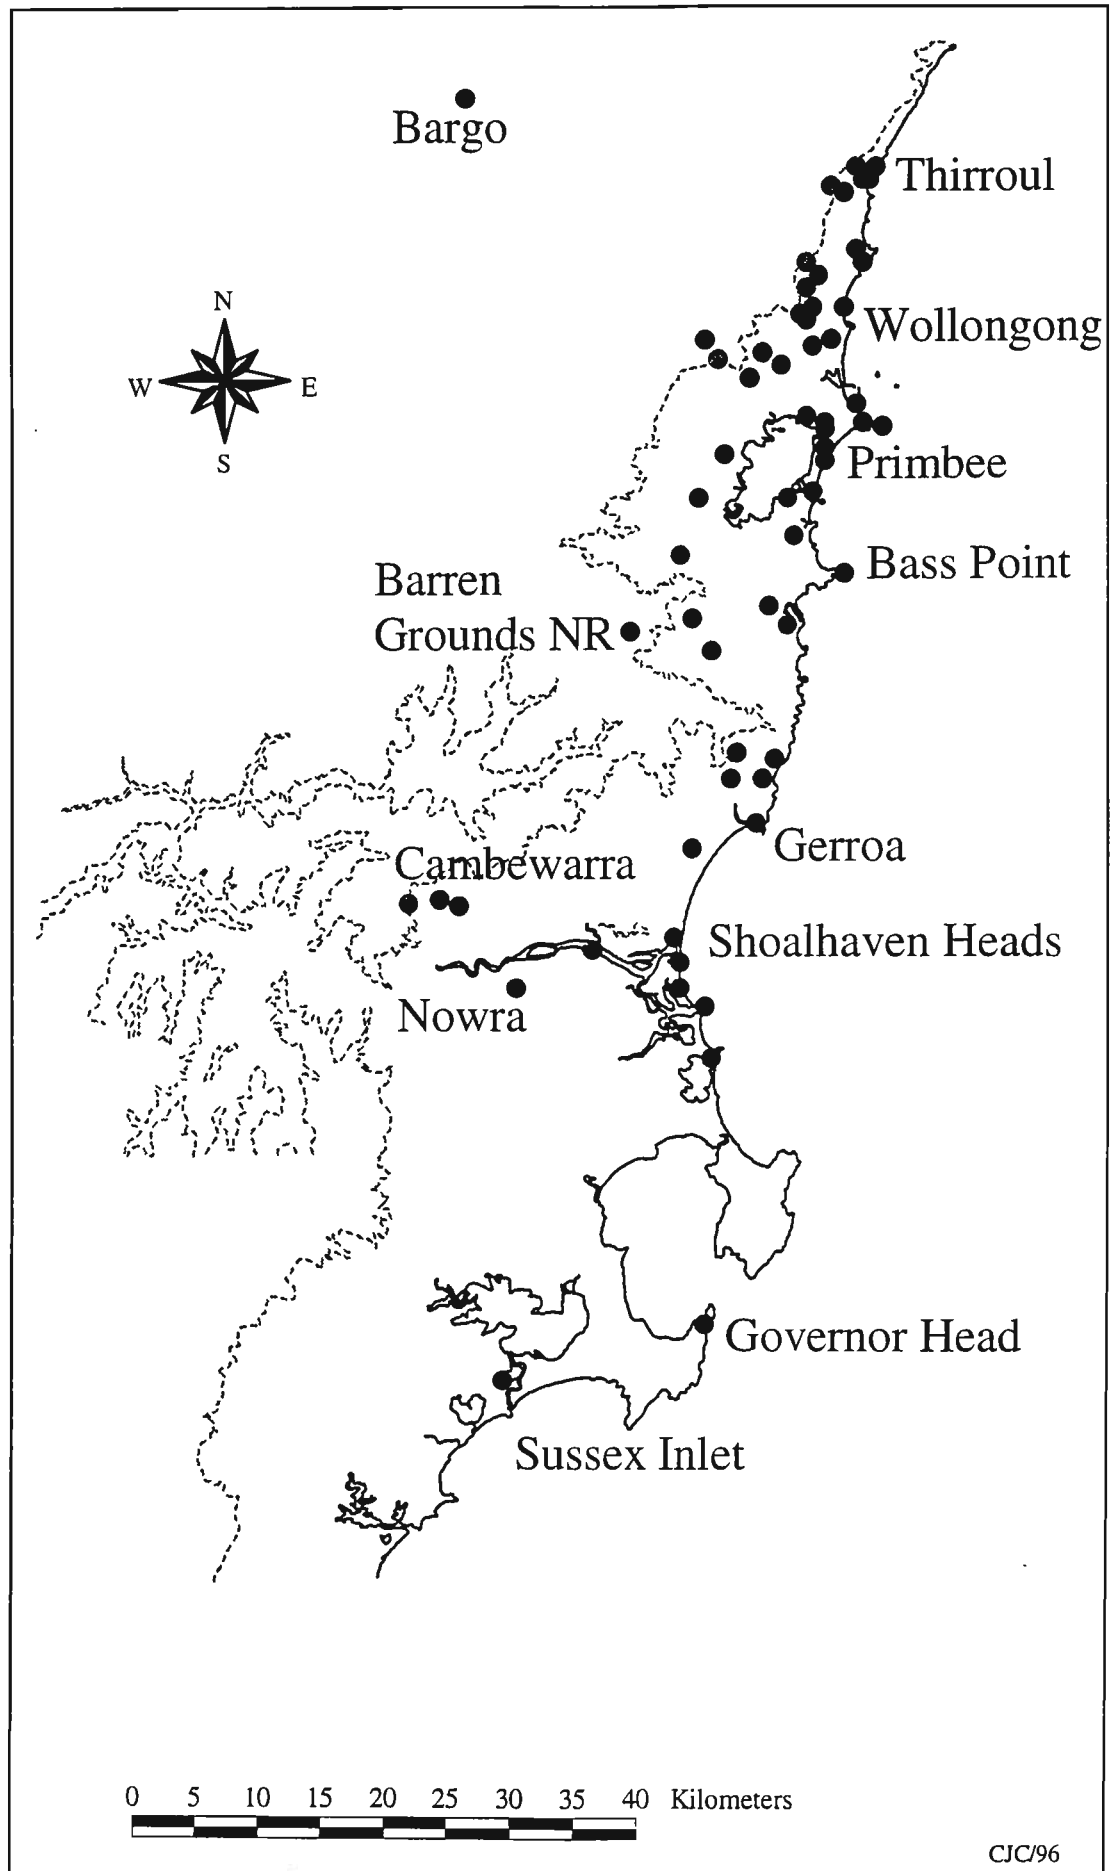 Bargo
Thirroul
N
Wollongong
W E
S
Primbee
Bass Point
Barren
Grounds NR
Gerroa
Cambewarra
Shoalhaven Heads
Nowra
Governor Head
Sussex Inlet
0 5 10 15 20 25 30 35 40 Kilometers
CJC/96